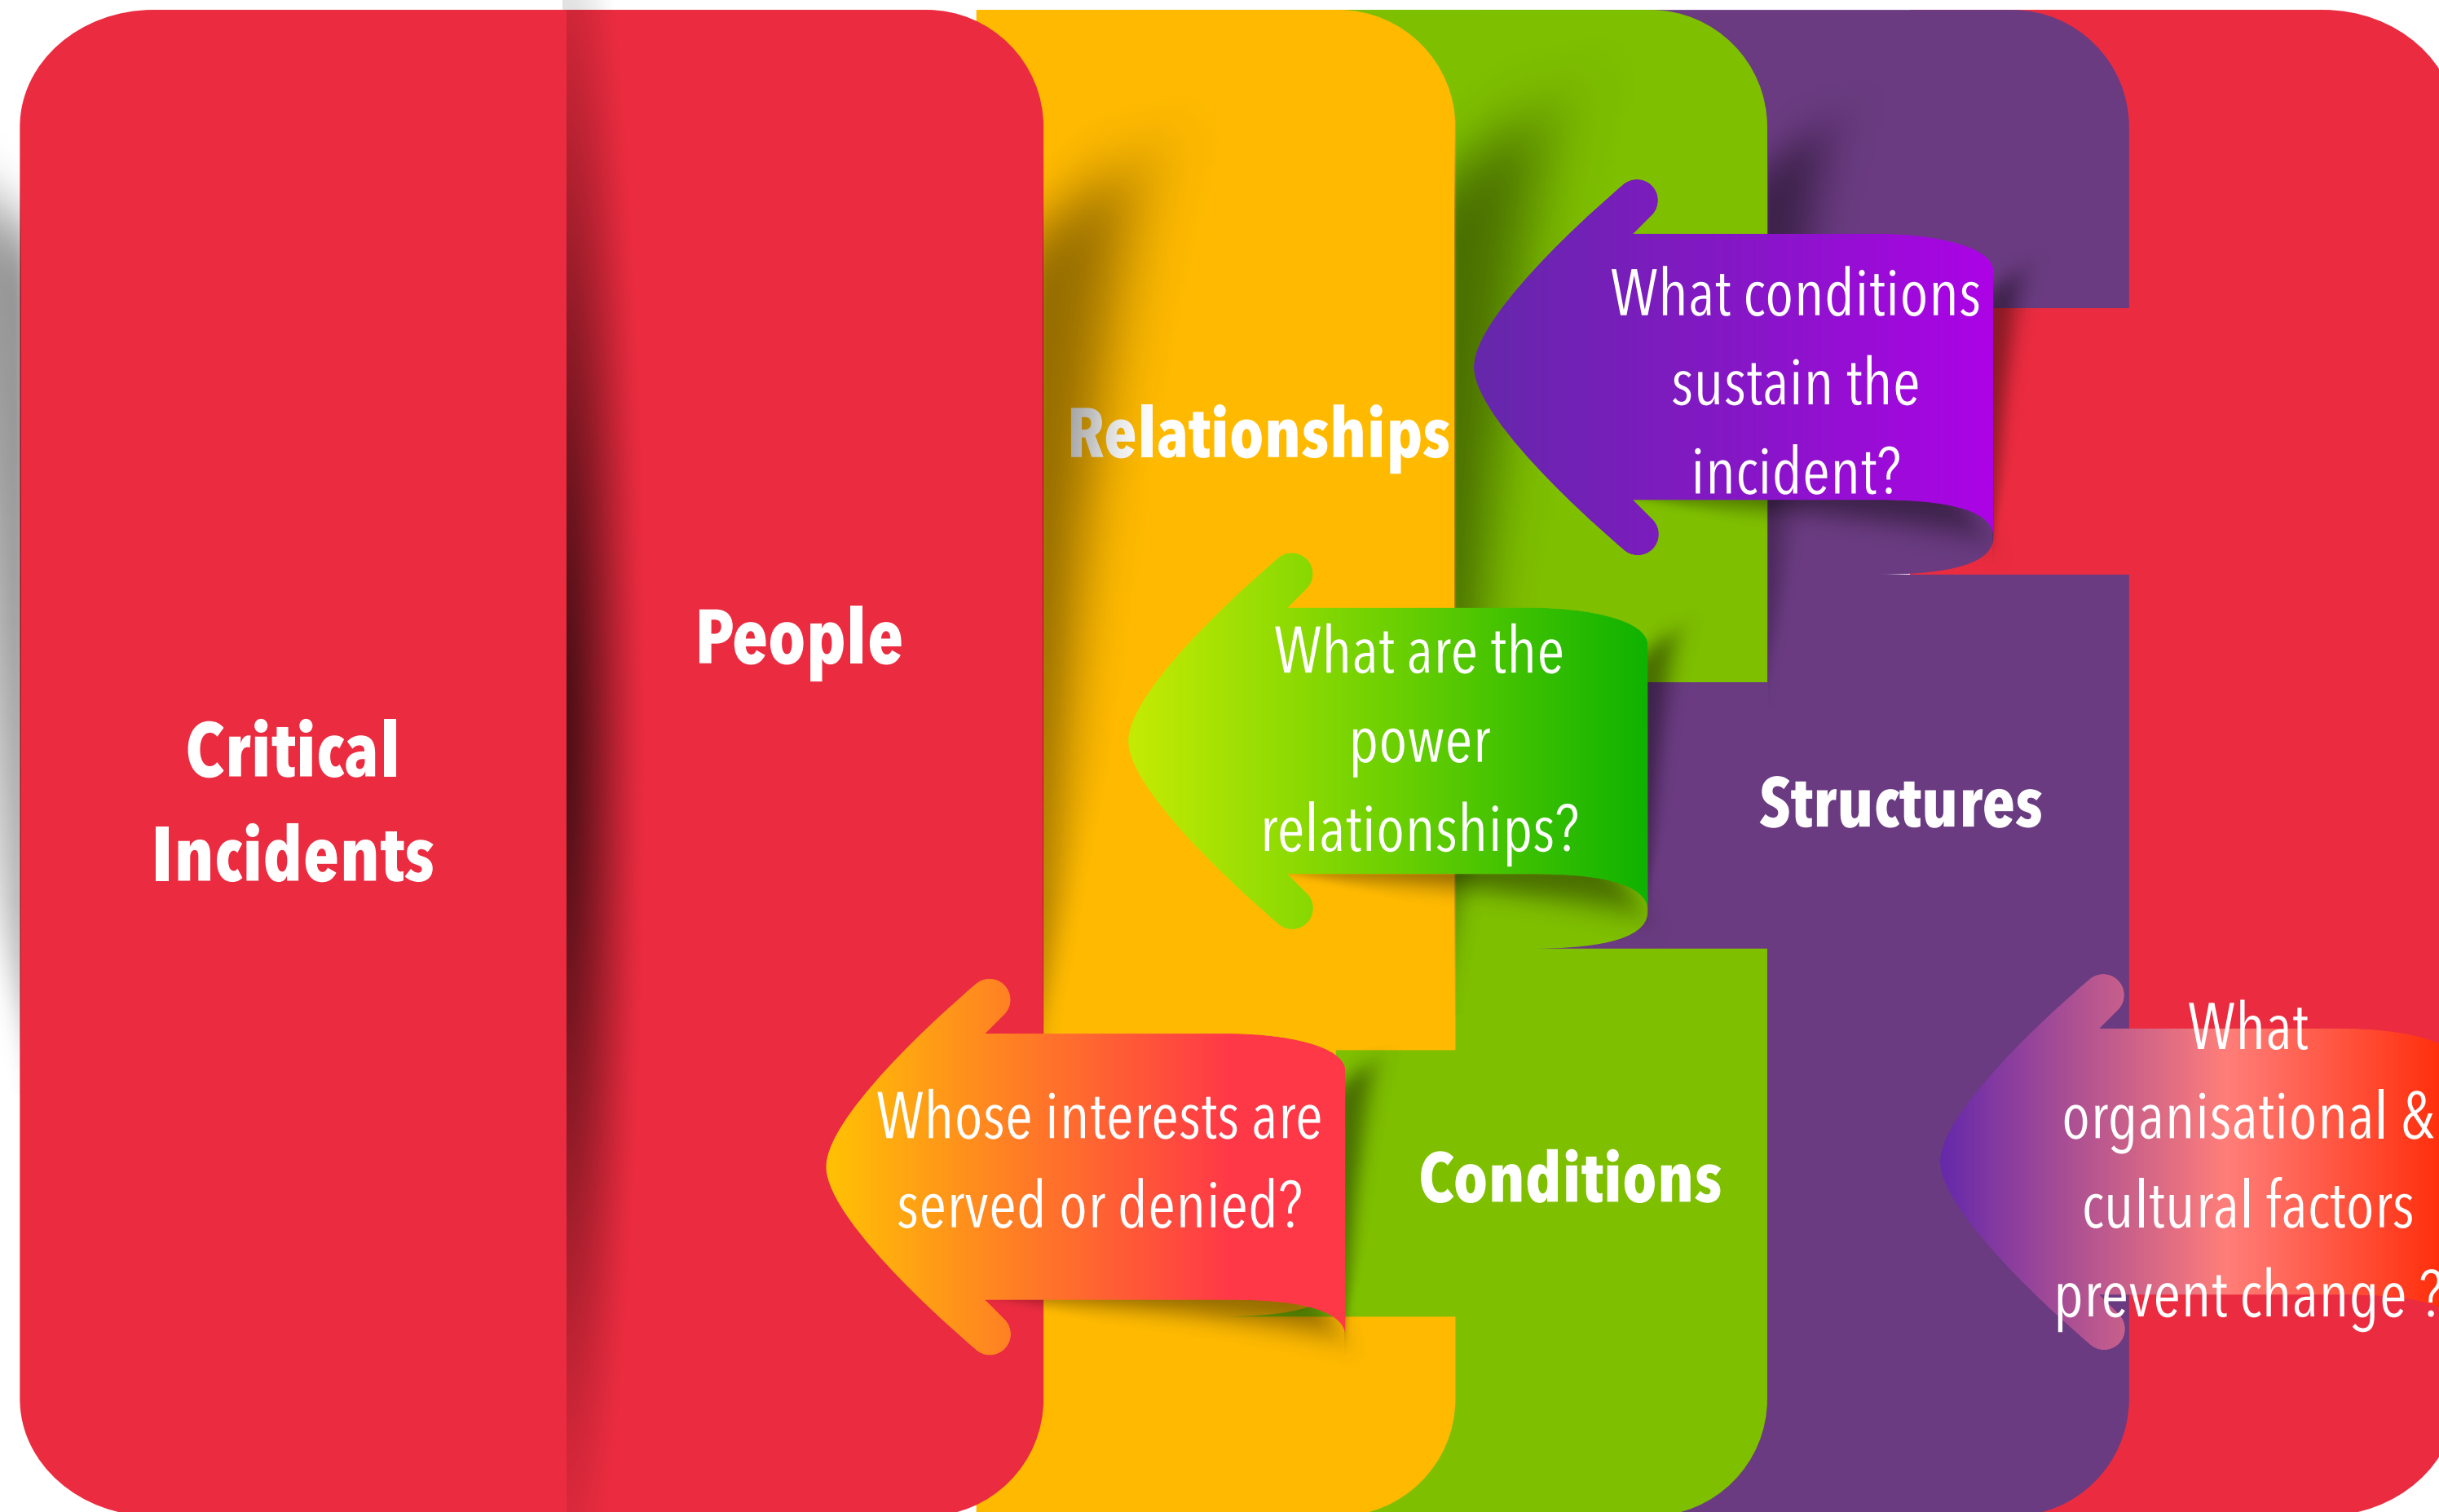 Critical
Incidents
People
Relationships
Conditions
Structures
Whose interests are
served or denied?
What are the
power
relationships?
What conditions
sustain the
incident?
What
organisational &
cultural factors
prevent change ?